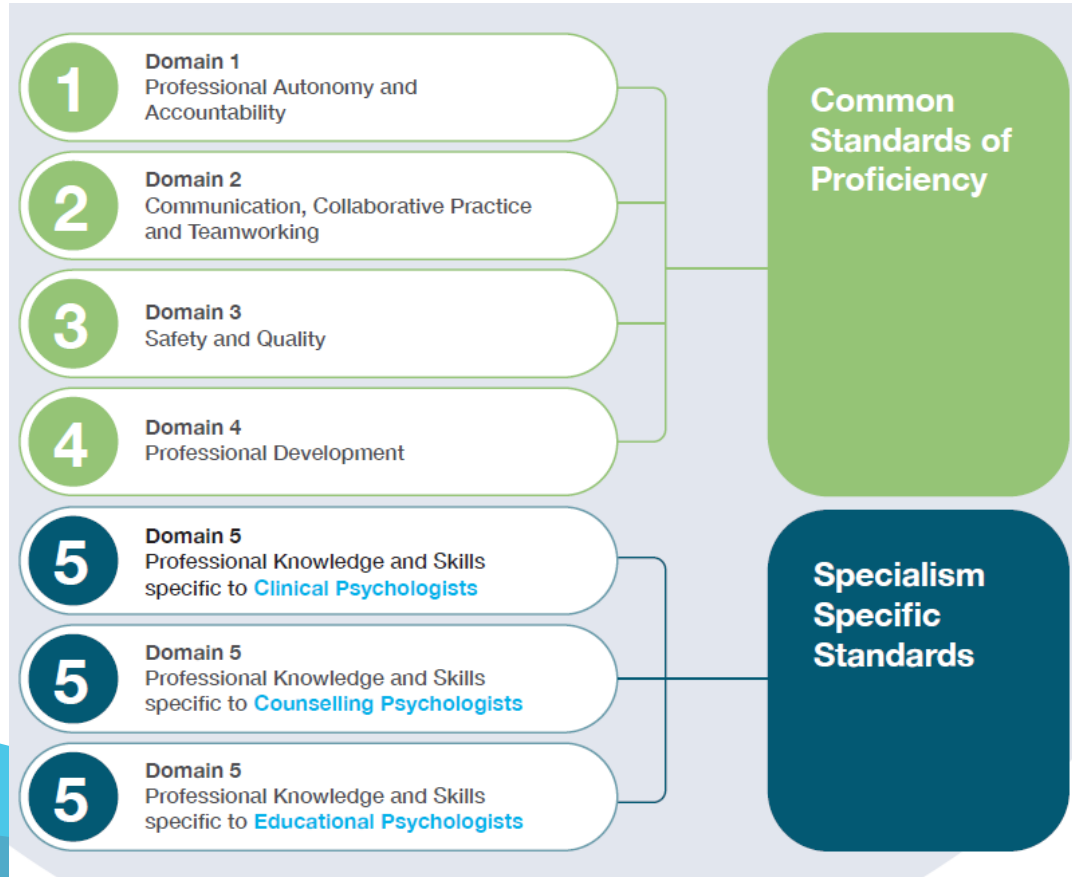 1
Domain 1
Professional Autonomy and
Accountability
2
Domain 2
Communication, Collaborative Practice
and Teamworking
3
Domain 3
Safety and Quality
4
Domain 4
Professional Development
Common
Standards of
Proficiency
5
Domain 5
Professional Knowledge and Skills
specific to Clinical Psychologists
5
Domain 5
Professional Knowledge and Skills
specific to Counselling Psychologists
5
Domain 5
Professional Knowledge and Skills
specific to Educational Psychologists
Specialism
Specific
Standards